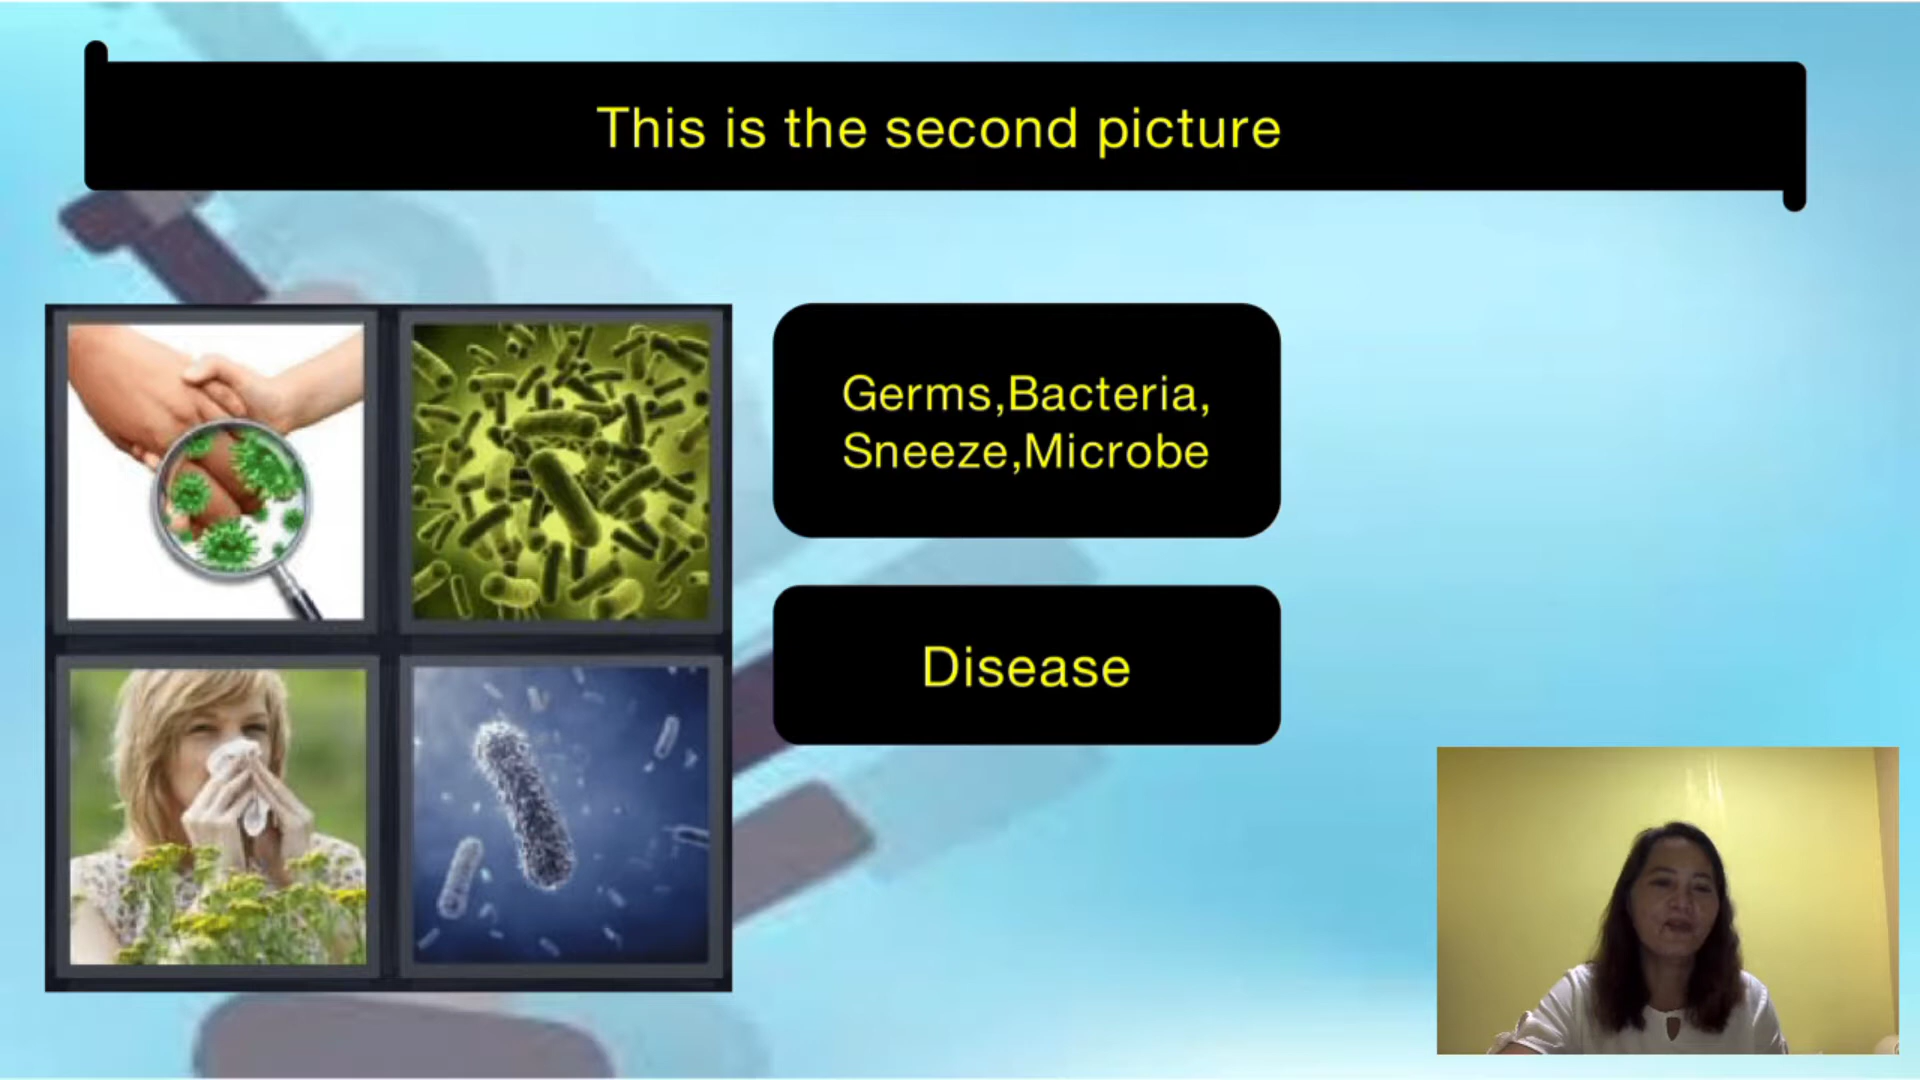 This is the second picture
Germs,Bacteria,
Sneeze,Microbe
Disease